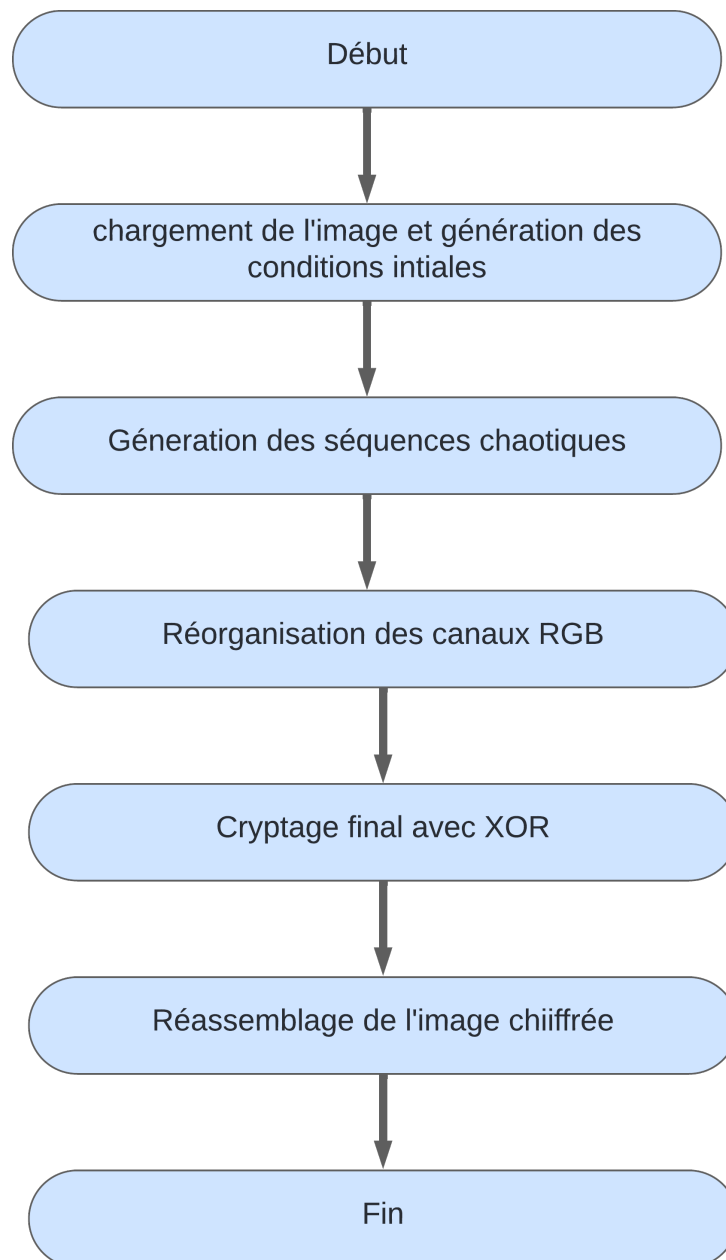 Début
chargement de l'image et génération des
conditions intiales
Géneration des séquences chaotiques
Réorganisation des canaux RGB
Cryptage final avec XOR
Réassemblage de l'image chiiffrée
Fin